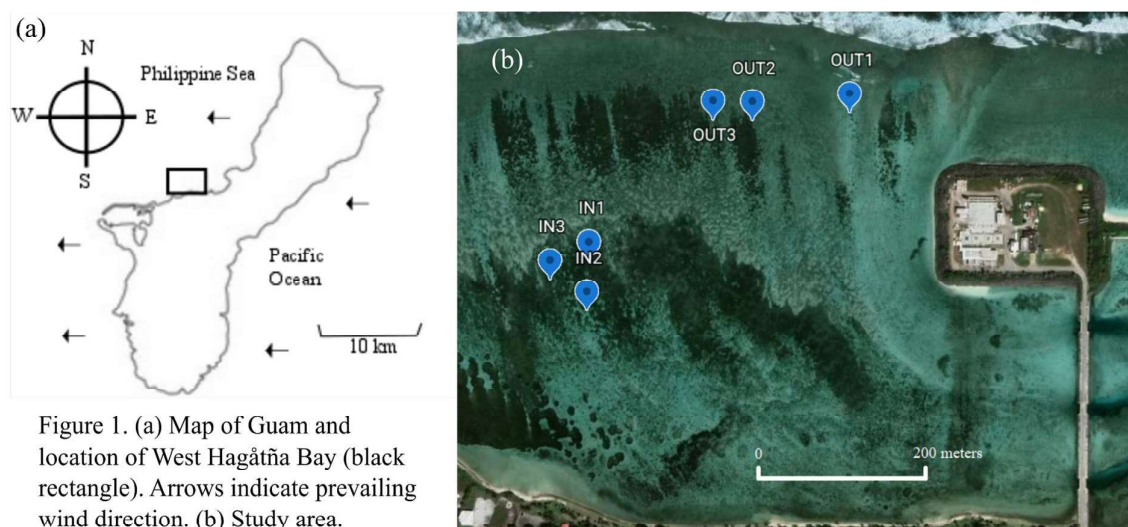 (a)
N
Philippine Sea
W
E
S
Pacific
Ocean
10 km
Figure 1. (a) Map of Guam and
location of West Hagåtña Bay (black
rectangle). Arrows indicate prevailing
wind direction. (b) Study area.
(b)
OUT1
OUT2
OUT3
IN1
IN3
IN2
0
200 meters